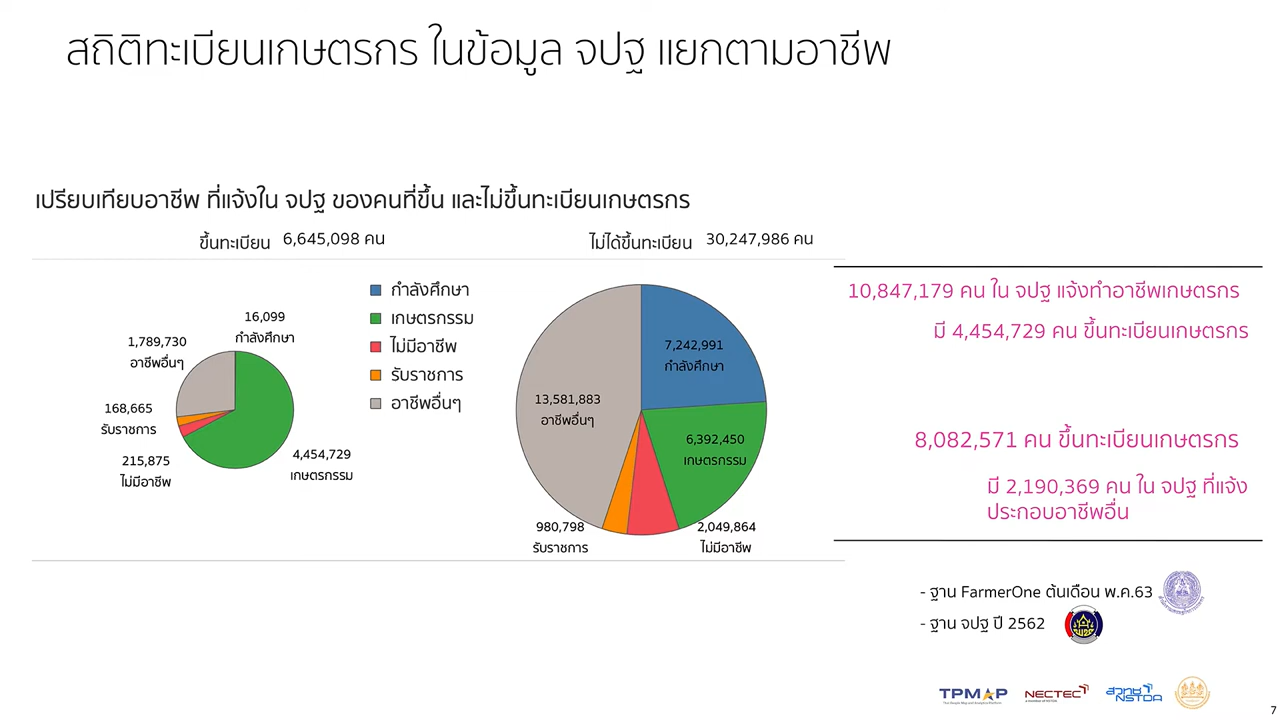 สถิติทะเบียนเกษตรกร ในข้อมูล จปฐ แยกตามอาชีพ
เปรียบเทียบอาชีพ ที่แจ้งใน จปฐ ของคนที่ขึ้น และไม่ขึ้นทะเบียนเกษตรกร
ขึ้นทะเบียน 6,645,098 คน
ไม่ได้ขึ้นทะเบียน 30,247,986 คน
16,099
กำลังศึกษา
1,789,730
อาชีพอื่นๆ
168,665
รับราชการ
215,875
ไม่มีอาชีพ
4,454,729
เกษตรกรรม
กำลังศึกษา
เกษตรกรรม
ไม่มีอาชีพ
รับราชการ
อาชีพอื่นๆ
7,242,991
กำลังศึกษา
13,581,883
อาชีพอื่นๆ
6,392,450
เกษตรกรรม
980,798
รับราชการ
2,049,864
ไม่มีอาชีพ
10,847,179 คน ใน จปฐ แจ้งทำอาชีพเกษตรกร
มี 4,454,729 คน ขึ้นทะเบียนเกษตรกร
8,082,571 คน ขึ้นทะเบียนเกษตรกร
มี 2,190,369 คน ใน จปฐ ที่แจ้ง
ประกอบอาชีพอื่น
- ฐาน FarmerOne ต้นเดือน พ.ค.63
- ฐาน จปฐ ปี 2562
TPMAP
NECTEC
สวทช
NSTDA
7